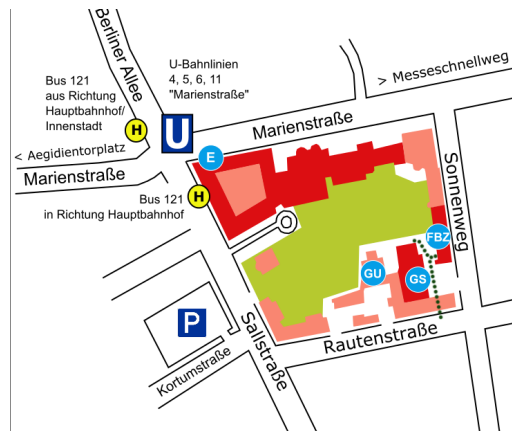 Berliner Allee
U-Bahnlinien
4, 5, 6, 11
"Marienstraße"
Bus 121
aus Richtung
Hauptbahnhof/
Innenstadt
H
U
> Messeschnellweg
Marienstraße
< Aegidientorplatz
Marienstraße
E
Bus 121
in Richtung Hauptbahnhof
H
Sonnenweg
FBZ
GU
GS
P
Sallstraße
Rautenstraße
Kortumstraße